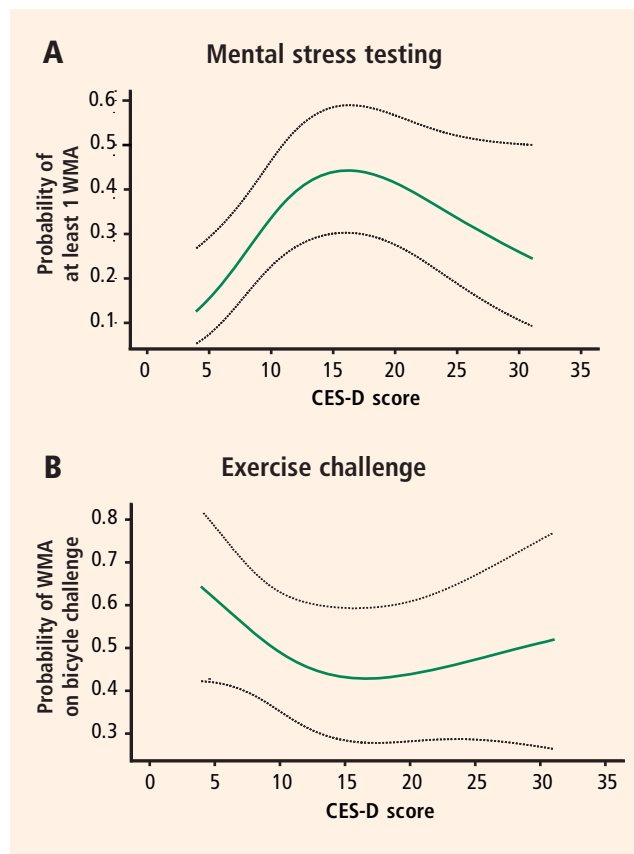 A
Mental stress testing
Probability of
at least 1 WMA
0.6
0.5
0.4
0.3
0.2
0.1
0 5 10 15 20 25 30 35
CES-D score
B
Exercise challenge
Probability of WMA
on bicycle challenge
0.8
0.7
0.6
0.5
0.4
0.3
0 5 10 15 20 25 30 35
CES-D score